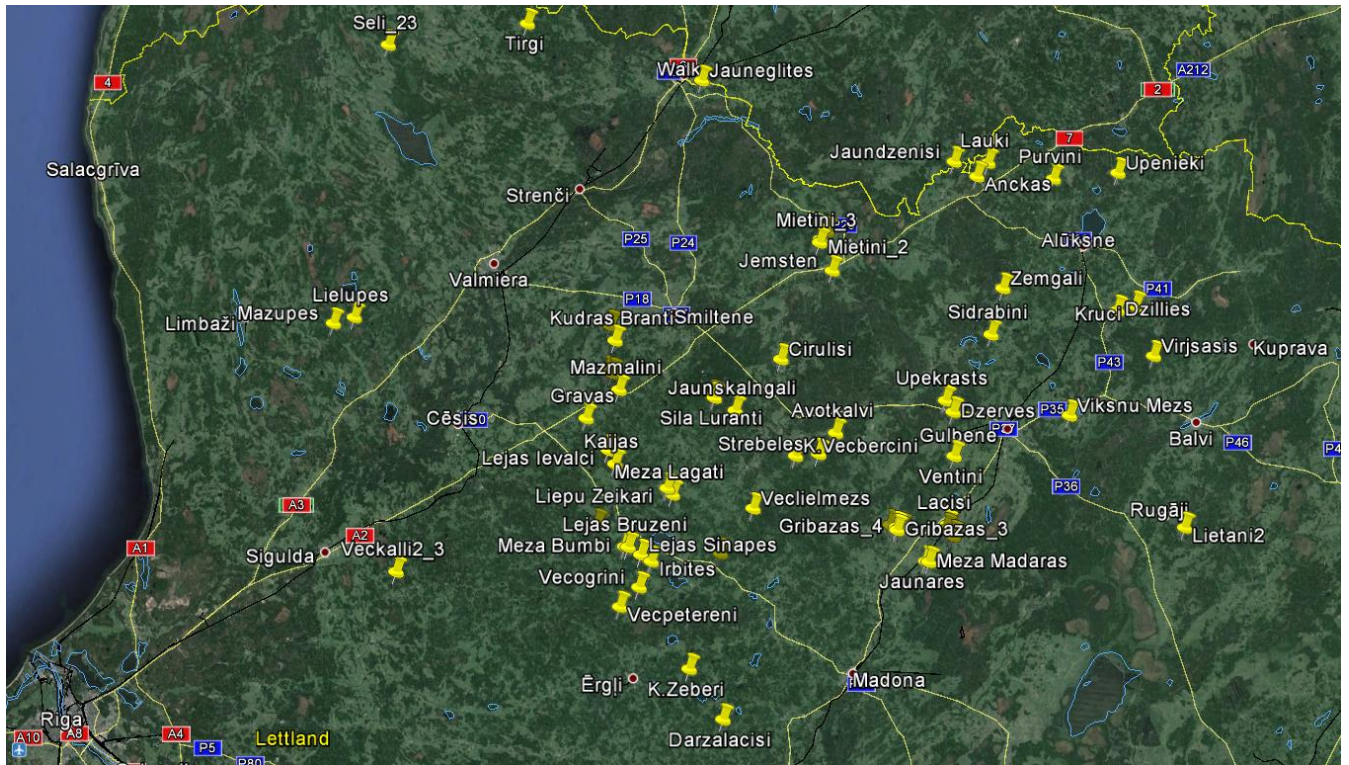 Seli_23
Tirgi
Walk
Jauneglites
4
A212
2
7
Lauki
Jaundzenisi
Purvini
Upenieki
Anckas
Salacgrīva
Strenči
Mietini_3
P25
P24
Mietini_2
Alūksne
Jemsten
Valmiera
Zemgali
P41
Lielupes
Mazupes
P18
Kudras Branti
Smiltene
Sidrabini
Kruci
Dzillies
Limbaži
Cirulisi
Virjsasis
Kuprava
P43
Mazmalini
Upekrasts
Gravas
Jaunskalngali
Sila Luranti
Avotkalvi
Dzerves
P35
Viksnu Mezs
Cēsis
Kaijas
Strebeles
K.Vecbercini
Gulbene
Balvi
P46
Lejas Ievalci
Meza Lagati
Ventini
P36
Liepu Zeikari
Veclielmezs
Lacisi
Rugāji
A3
Lejas Bruzeni
Gribazas_4
Gribazas_3
Lietani2
A1
A2
Sigulda
Veckalli2_3
Meza Bumbi
Lejas Sinapes
Irbites
Meza Madaras
Vecogrini
Jaunares
Vecpetereni
Ērgļi
K.Zeberi
Madona
Riga
A10
A8
A4
P5
Lettland
Darzalacisi
P80